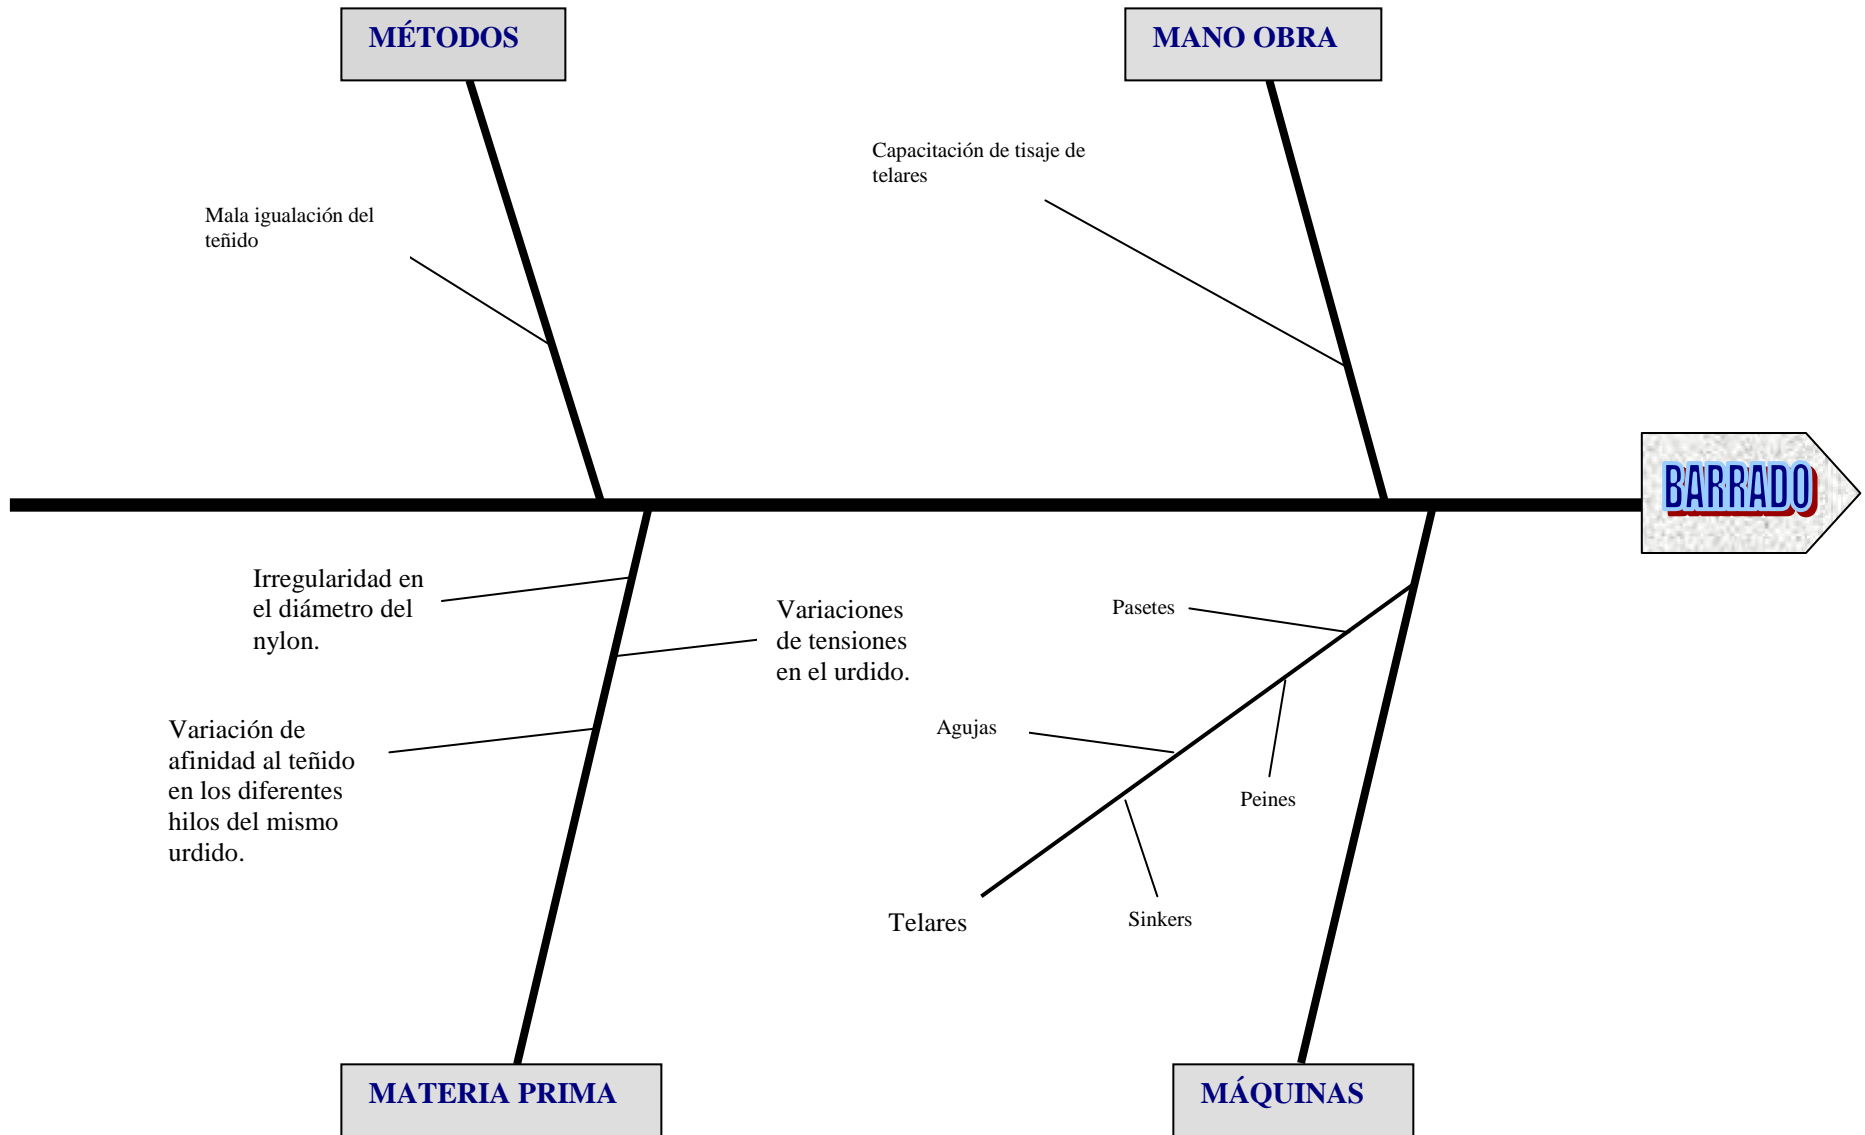 MÉTODOS
MANO OBRA
Capacitación de tisaje de
telares
Mala igualación del
teñido
BARRADO
Irregularidad en
el diámetro del
nylon.
Variaciones
de tensiones
en el urdido.
Pasetes
Variación de
afinidad al teñido
en los diferentes
hilos del mismo
urdido.
Agujas
Peines
Telares
Sinkers
MATERIA PRIMA
MÁQUINAS